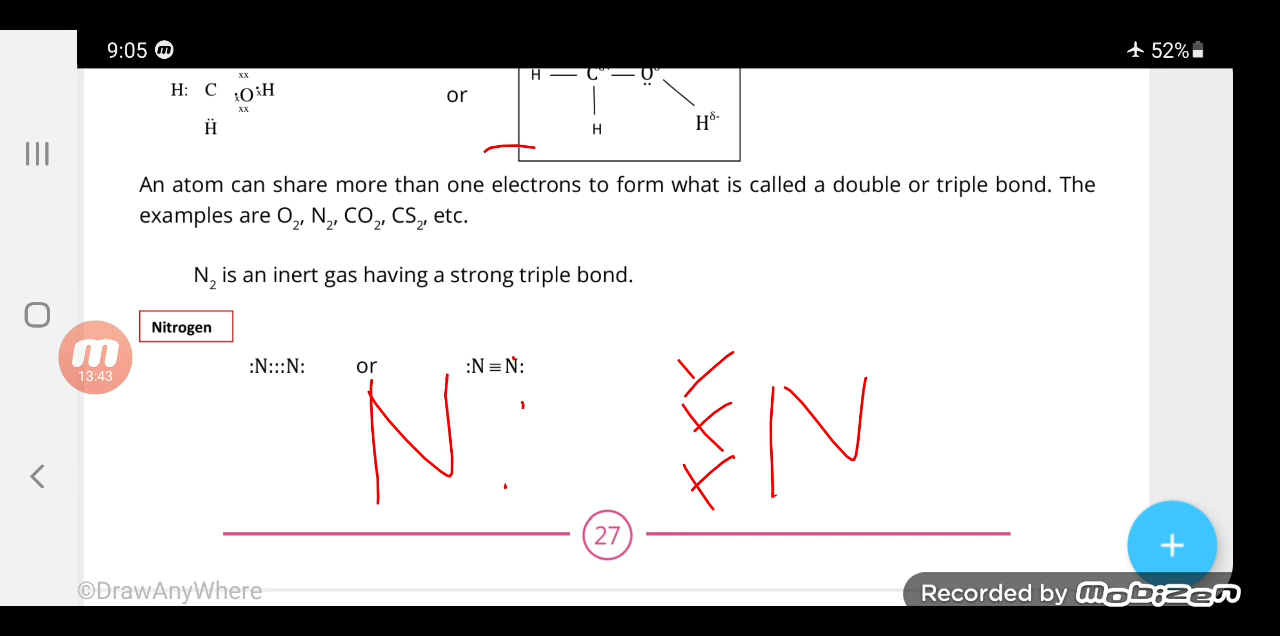 9:05 m 52%
xx
H: C :O:H or H — C — O
xx
Ḧ H Hδ-
An atom can share more than one electrons to form what is called a double or triple bond. The
examples are O₂, N₂, CO₂, CS₂, etc.
N₂ is an inert gas having a strong triple bond.
Nitrogen
m
13:43
:N:::N: or :N ≡ N:
N : N
27
©DrawAnyWhere
Recorded by Mobizen